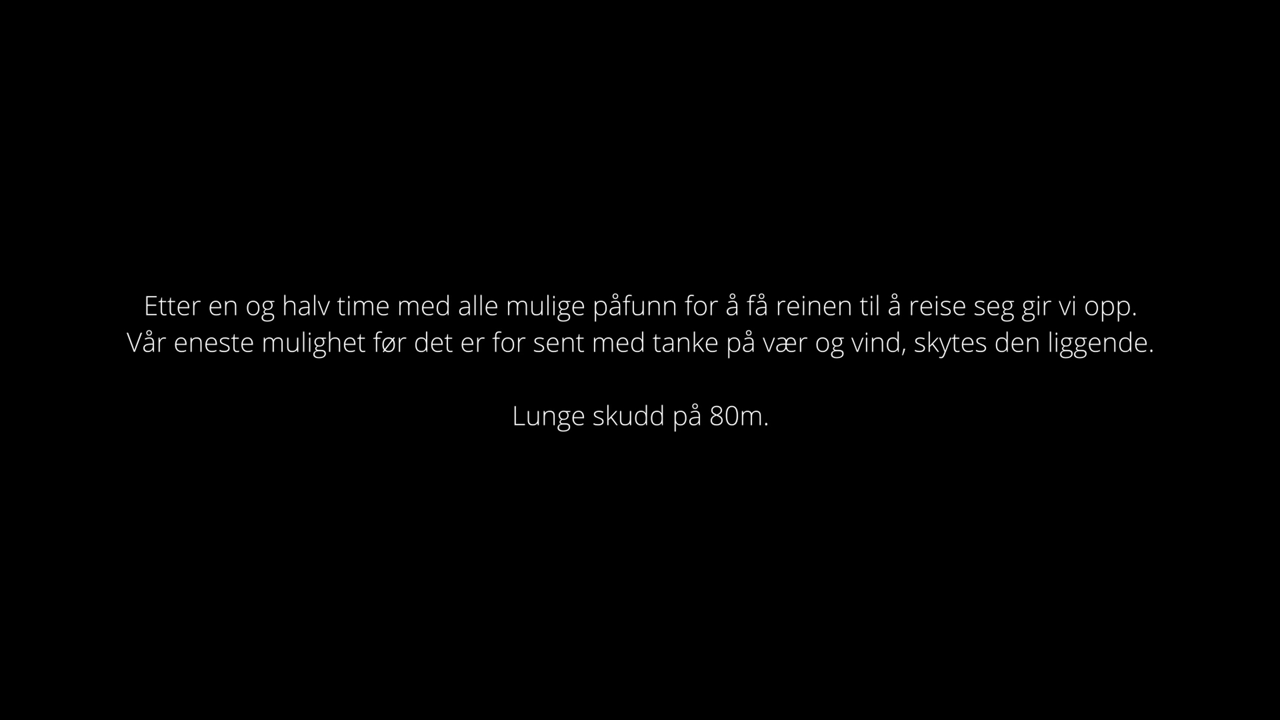 Etter en og halv time med alle mulige påfunn for å få reinen til å reise seg gir vi opp.
Vår eneste mulighet før det er for sent med tanke på vær og vind, skytes den liggende.
Lunge skudd på 80m.